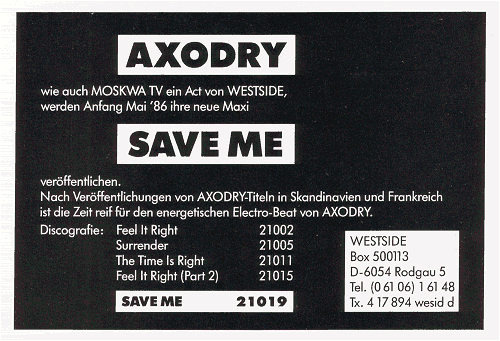 AXODRY
wie auch MOSKWA TV ein Act von WESTSIDE,
werden Anfang Mai '86 ihre neue Maxi
SAVE ME
veröffentlichen.
Nach Veröffentlichungen von AXODRY-Titeln in Skandinavien und Frankreich
ist die Zeit reif für den energetischen Electro-Beat von AXODRY.
Discografie: Feel It Right 21002
Surrender 21005
The Time Is Right 21011
Feel It Right (Part 2) 21015
SAVE ME 21019
WESTSIDE
Box 500113
D-6054 Rodgau 5
Tel. (0 61 06) 1 61 48
Tx. 4 17 894 wesid d